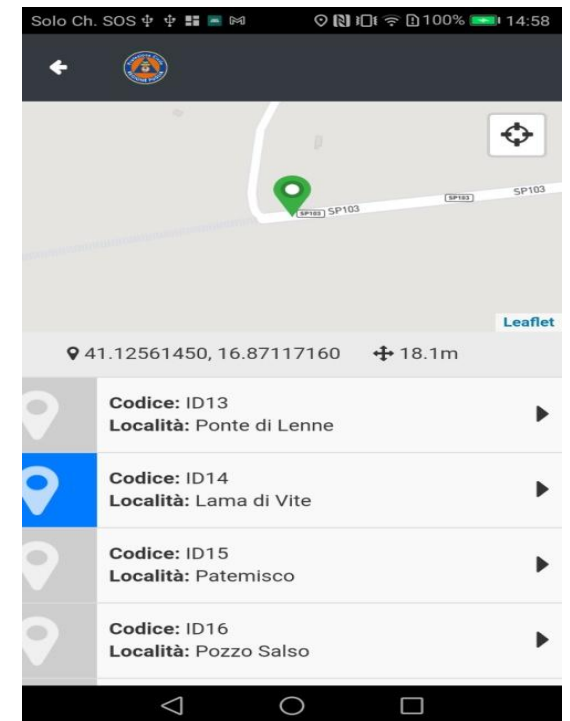 Solo Ch. SOS 100% 14:58
SP103
SP103
SP103
SP103
Leaflet
41.12561450, 16.87117160 18.1m
Codice: ID13
Località: Ponte di Lenne
Codice: ID14
Località: Lama di Vite
Codice: ID15
Località: Patemisco
Codice: ID16
Località: Pozzo Salso